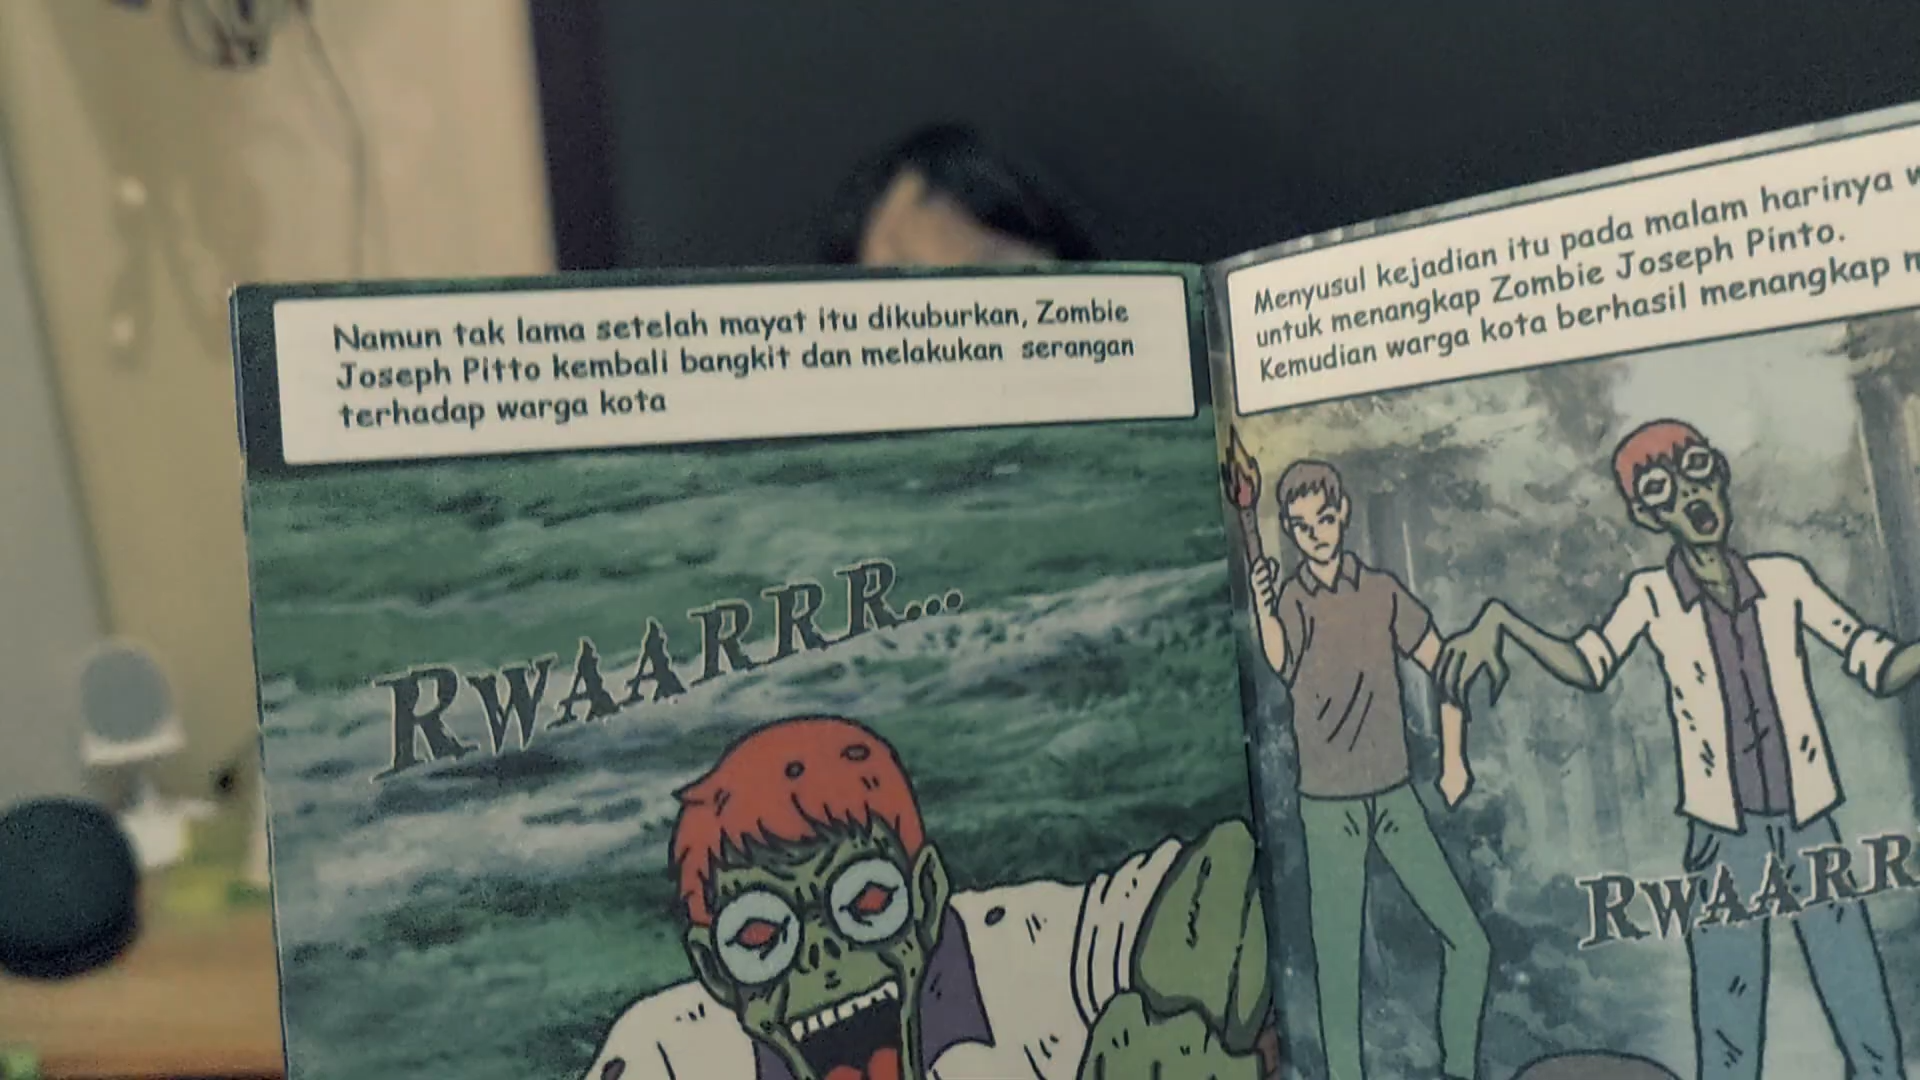 Namun tak lama setelah mayat itu dikuburkan, Zombie
Joseph Pitto kembali bangkit dan melakukan serangan
terhadap warga kota
RWAARRR...
Menyusul kejadian itu pada malam harinya
untuk menangkap Zombie Joseph Pinto.
Kemudian warga kota berhasil menangkap
RWAARR